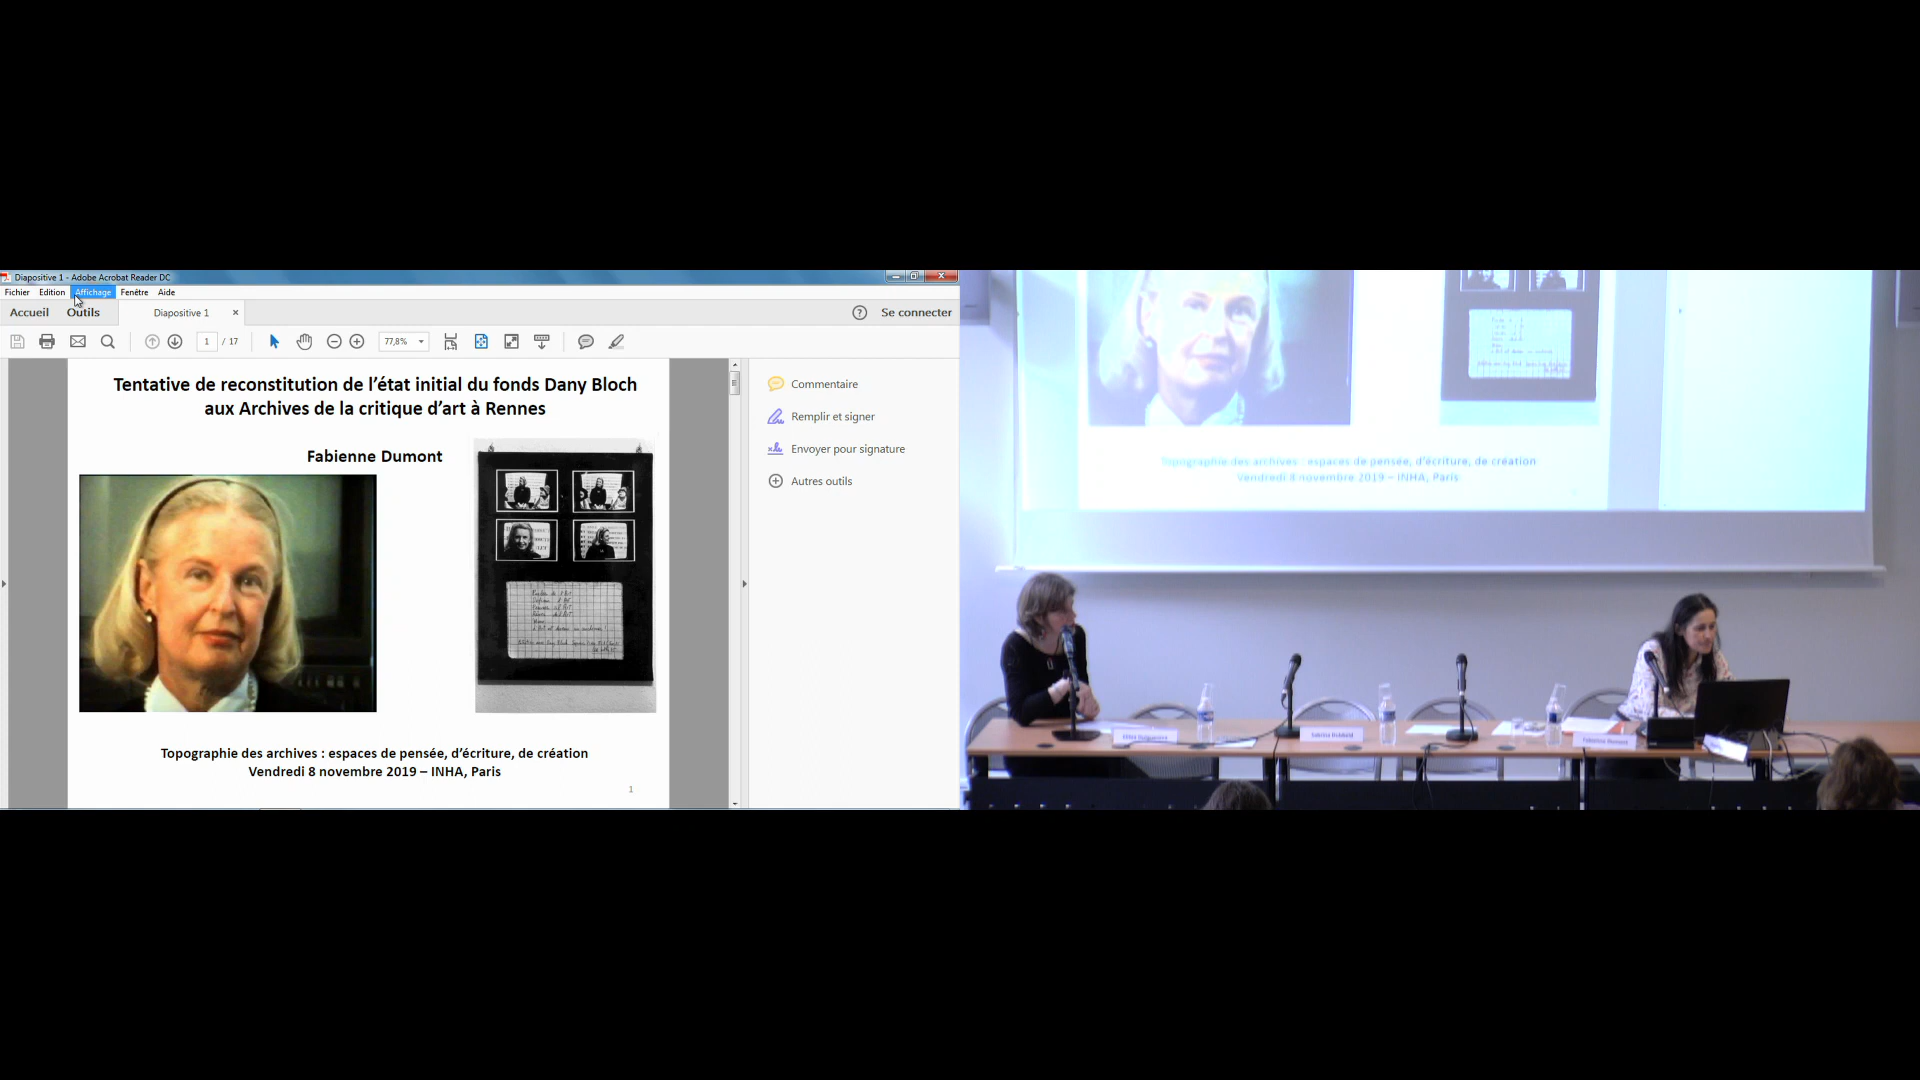 Diapositive 1 - Adobe Acrobat Reader DC
Fichier Edition Affichage Fenêtre Aide
Accueil Outils Diapositive 1 Se connecter
1 / 17 77,8%
Tentative de reconstitution de l’état initial du fonds Dany Bloch
aux Archives de la critique d’art à Rennes
Fabienne Dumont
Topographie des archives : espaces de pensée, d’écriture, de création
Vendredi 8 novembre 2019 – INHA, Paris
1
Commentaire
Remplir et signer
Envoyer pour signature
Autres outils
Topographie des archives : espaces de pensée, d’écriture, de création
Vendredi 8 novembre 2019 – INHA, Paris
Fabienne Dumont